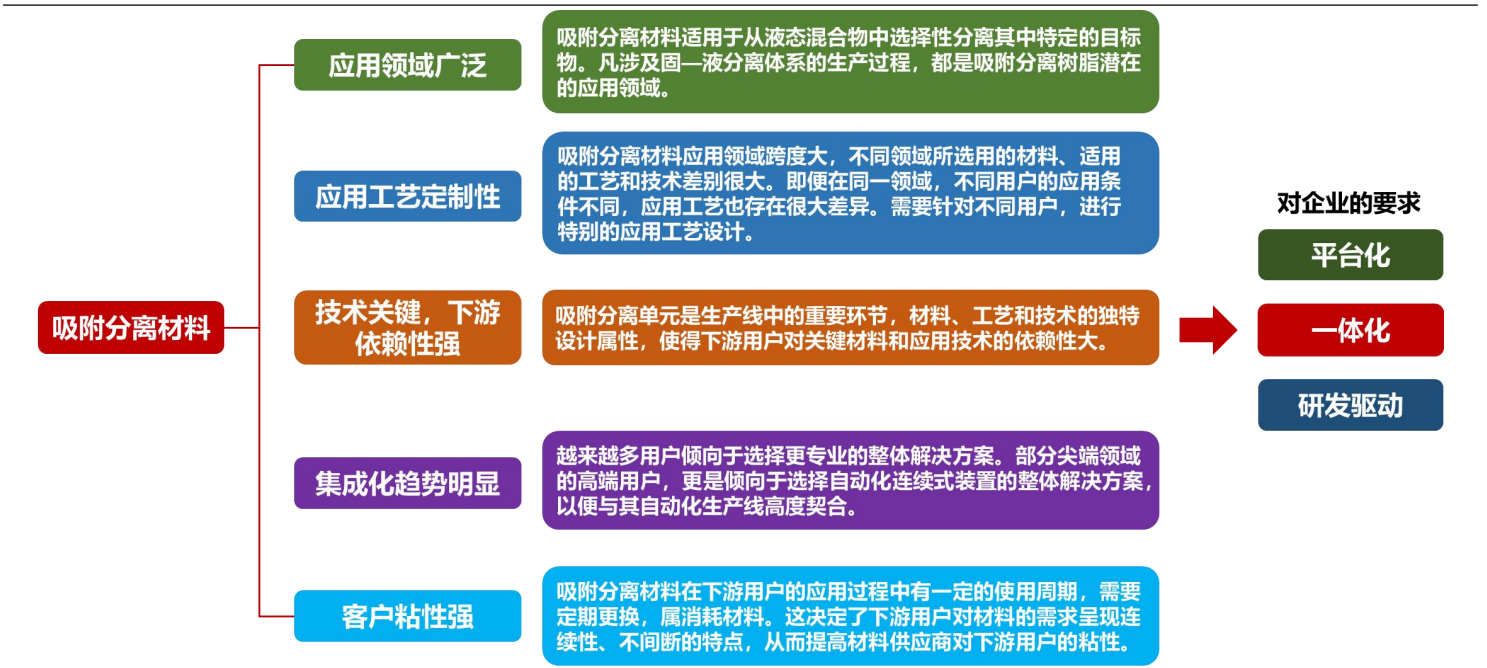 吸附分离材料
应用领域广泛
吸附分离材料适用于从液态混合物中选择性分离其中特定的目标
物。凡涉及固—液分离体系的生产过程，都是吸附分离树脂潜在
的应用领域。
应用工艺定制性
吸附分离材料应用领域跨度大，不同领域所选用的材料、适用
的工艺和技术差别很大。即便在同一领域，不同用户的应用条
件不同，应用工艺也存在很大差异。需要针对不同用户，进行
特别的应用工艺设计。
技术关键，下游
依赖性强
吸附分离单元是生产线中的重要环节，材料、工艺和技术的独特
设计属性，使得下游用户对关键材料和应用技术的依赖性大。
集成化趋势明显
越来越多用户倾向于选择更专业的整体解决方案。部分尖端领域
的高端用户，更是倾向于选择自动化连续式装置的整体解决方案，
以便与其自动化生产线高度契合。
客户粘性强
吸附分离材料在下游用户的应用过程中有一定的使用周期，需要
定期更换，属消耗材料。这决定了下游用户对材料的需求呈现连
续性、不间断的特点，从而提高材料供应商对下游用户的粘性。
对企业的要求
平台化
一体化
研发驱动